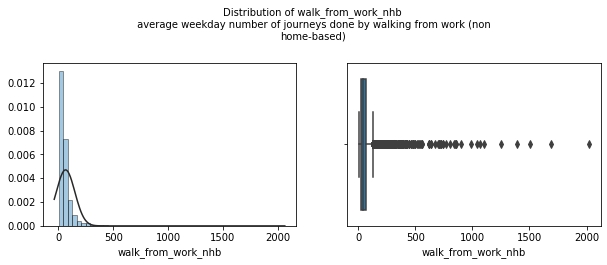 Distribution of walk_from_work_nhb
average weekday number of journeys done by walking from work (non
home-based)
0.012
0.010
0.008
0.006
0.004
0.002
0.000
0 500 1000 1500 2000
walk_from_work_nhb
0 500 1000 1500 2000
walk_from_work_nhb